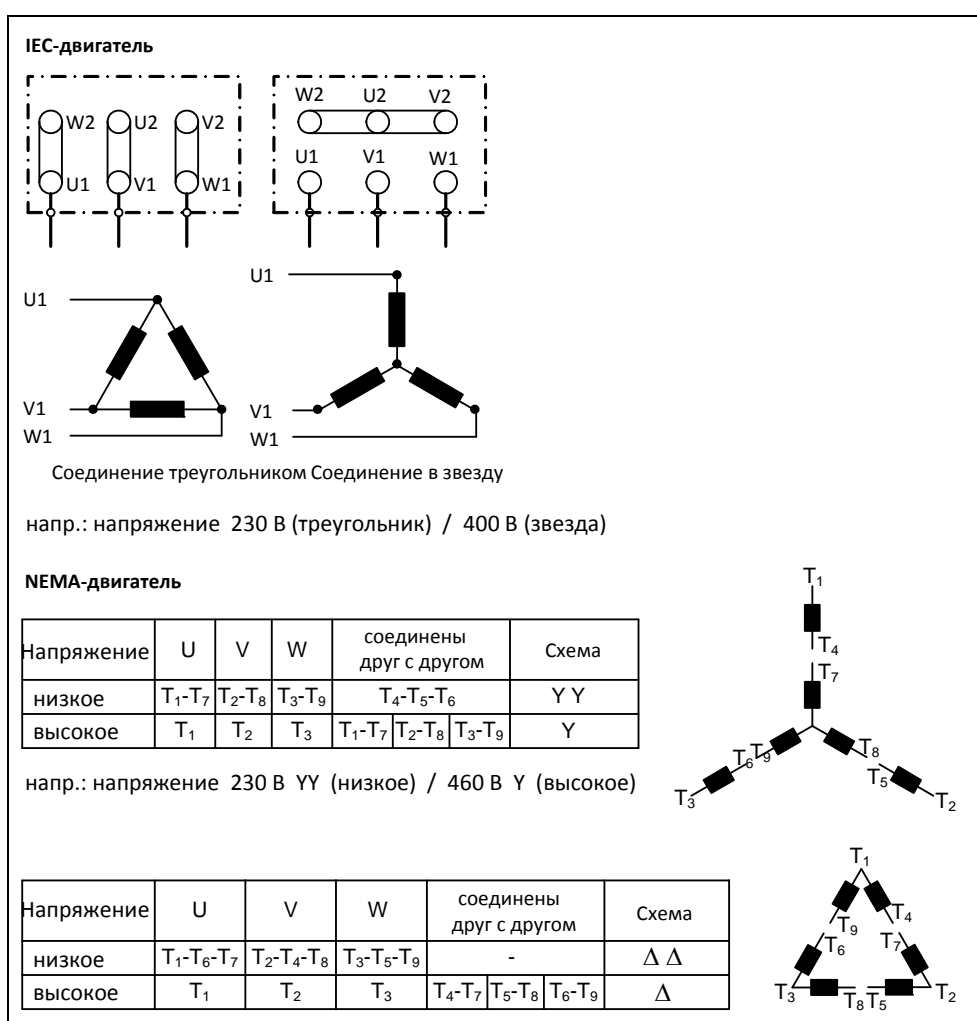 IEC-двигатель
W2 U2 V2
U1 V1 W1
W2 U2 V2
U1 V1 W1
U1
V1
W1
U1
V1
W1
Соединение треугольником Соединение в звезду
напр.: напряжение 230 В (треугольник) / 400 В (звезда)
NEMA-двигатель
Напряжение U V W соединены друг с другом Схема
низкое T1-T7 T2-T8 T3-T9 T4-T5-T6 Y Y
высокое T1 T2 T3 T1-T7 T2-T8 T3-T9 Y
напр.: напряжение 230 В YY (низкое) / 460 В Y (высокое)
T1
T4
T7
T6 T9 T8
T5
T3 T2
Напряжение U V W соединены друг с другом Схема
низкое T1-T6-T7 T2-T4-T8 T3-T5-T9 - Δ Δ
высокое T1 T2 T3 T4-T7 T5-T8 T6-T9 Δ
T1
T9 T4
T6 T7
T3 T8 T5 T2